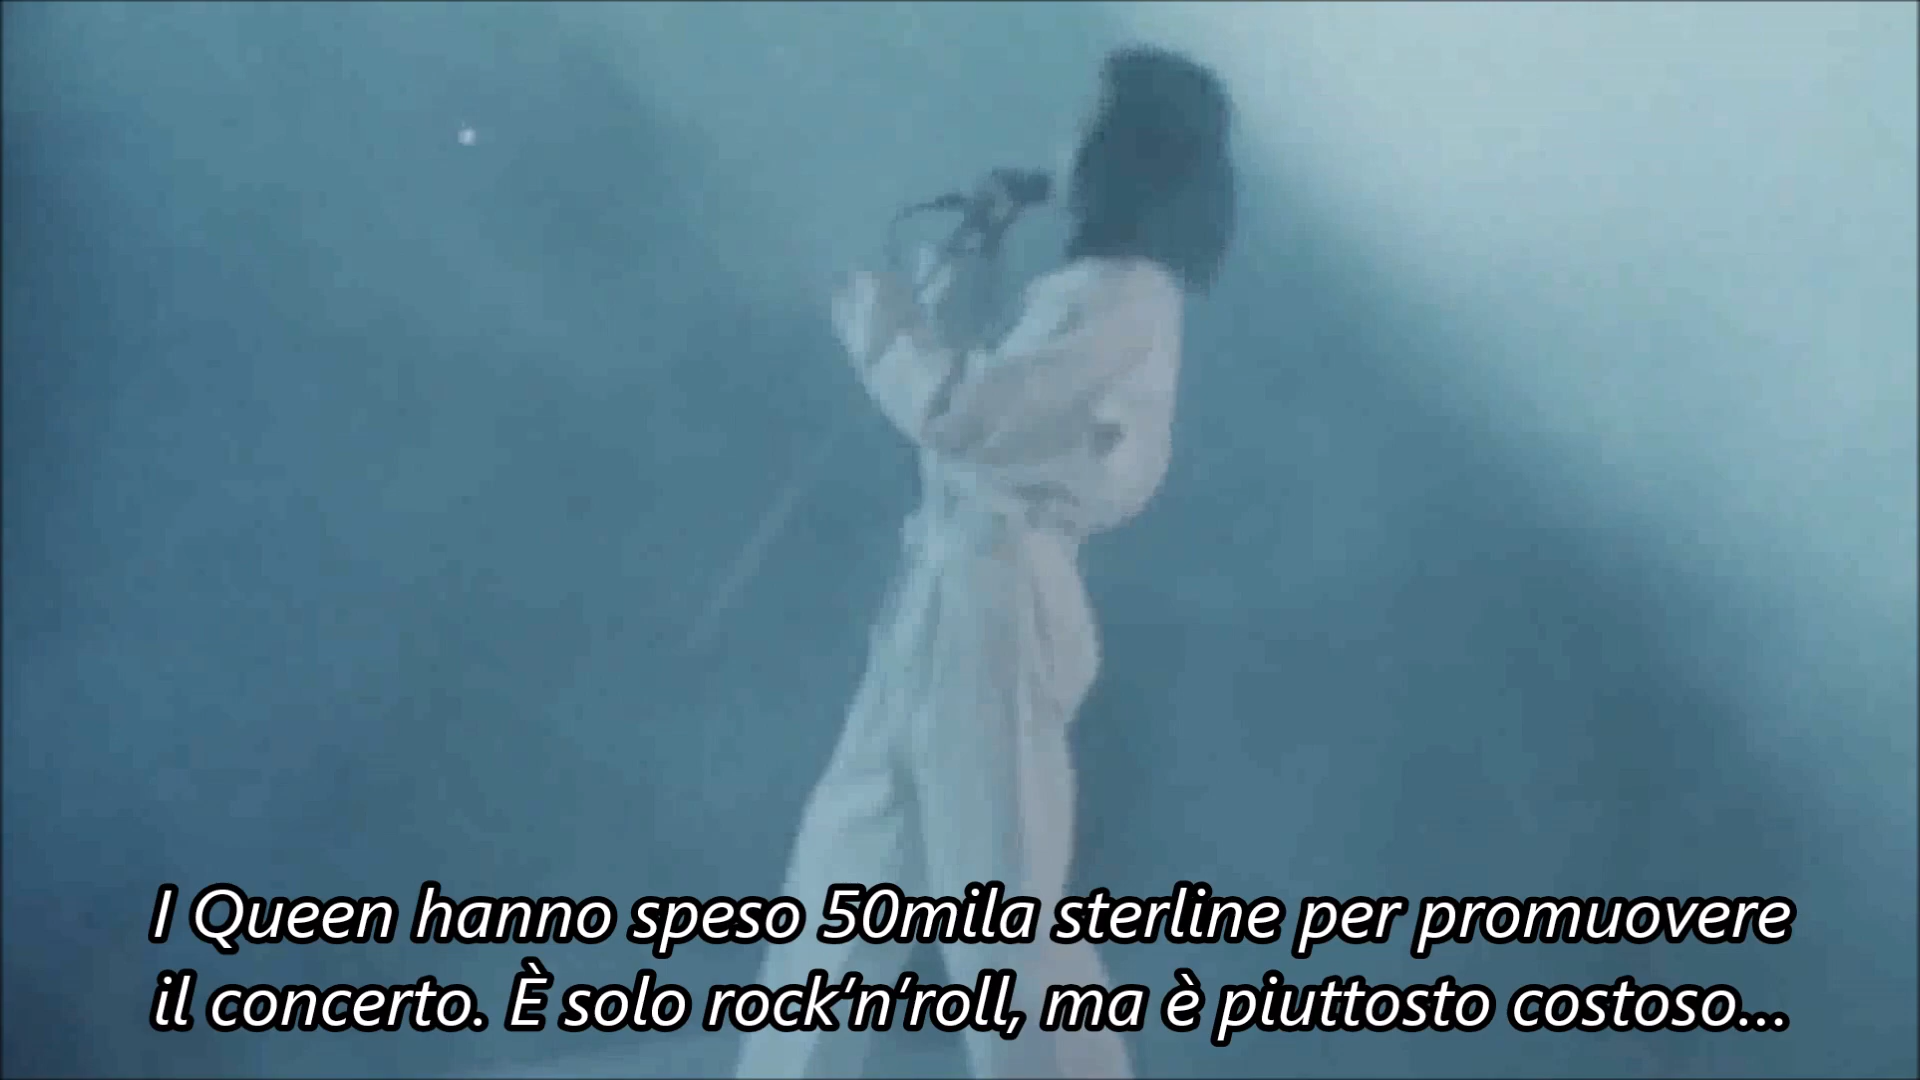 I Queen hanno speso 50mila sterline per promuovere
il concerto. È solo rock'n'roll, ma è piuttosto costoso...